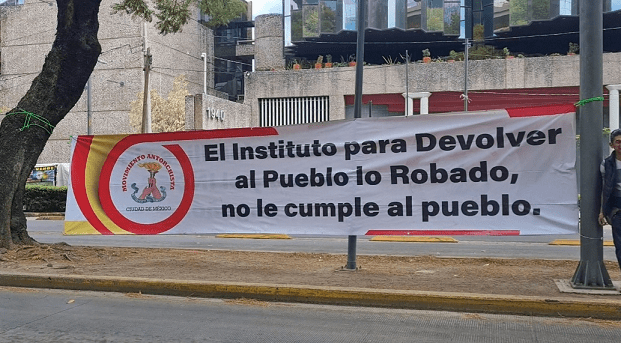 El Instituto para Devolver
al Pueblo lo Robado,
no le cumple al pueblo.
MOVIMIENTO ANTORCHISTA
CIUDAD DE MÉXICO